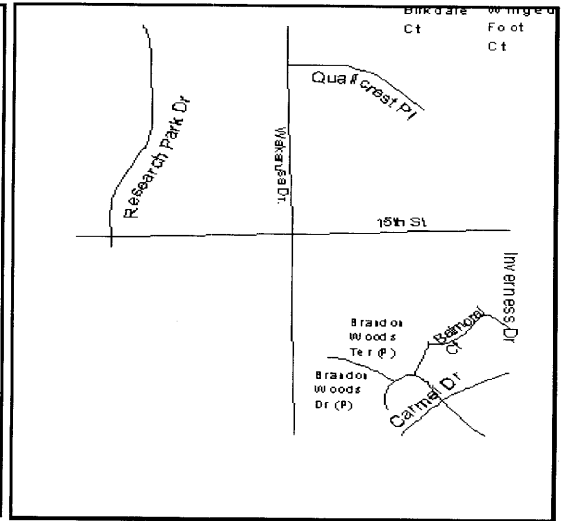 Ct
Foot
Ct
Quail crest Pl
Research Park Dr
Wakarusa Dr.
15th St
Inverness Dr
Balmoral
Ct
Brandon
Woods
Ter (P)
Brandon
Woods
Dr (P)
Carmel Dr